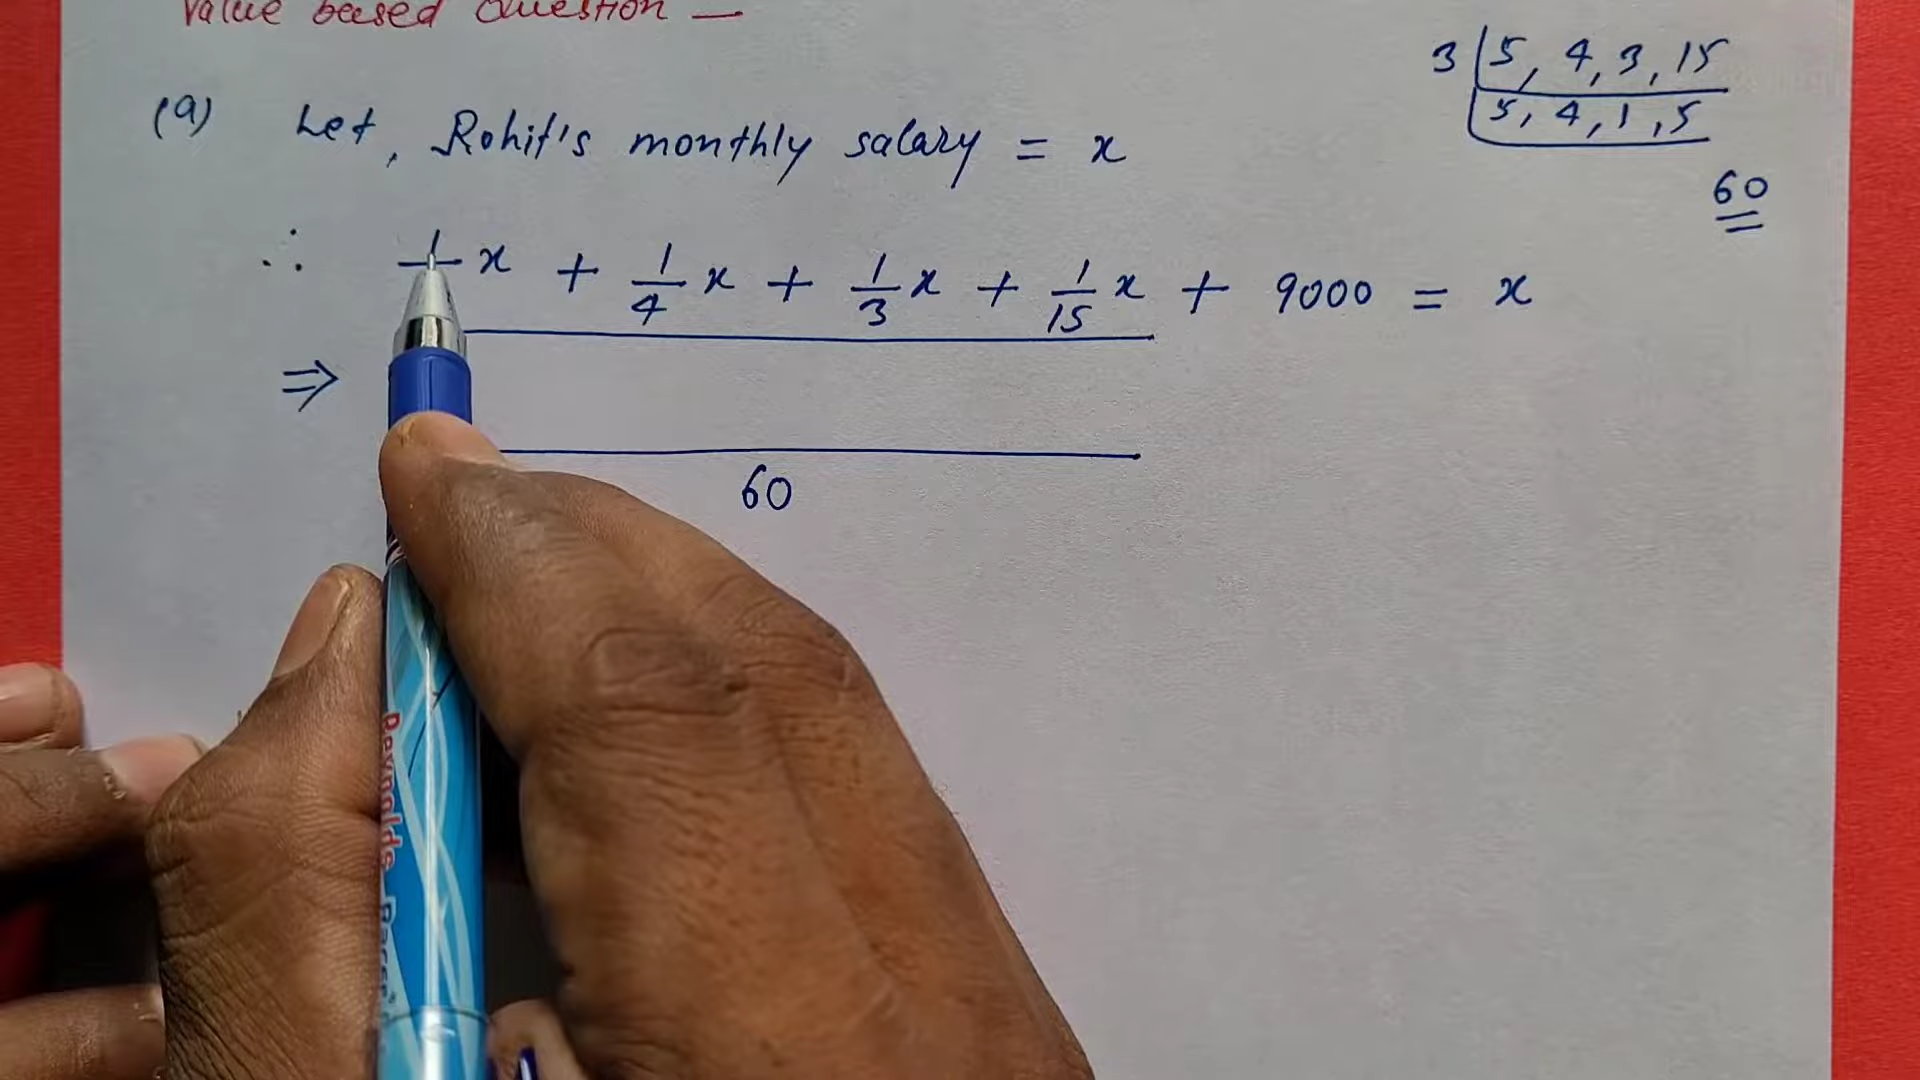 Value based Question —
(a) Let, Rohit's monthly salary = x
3 | 5, 4, 3, 15
5, 4, 1, 5
60
∴ 1 x + 1/4 x + 1/3 x + 1/15 x + 9000 = x
⇒
60
Reynolds